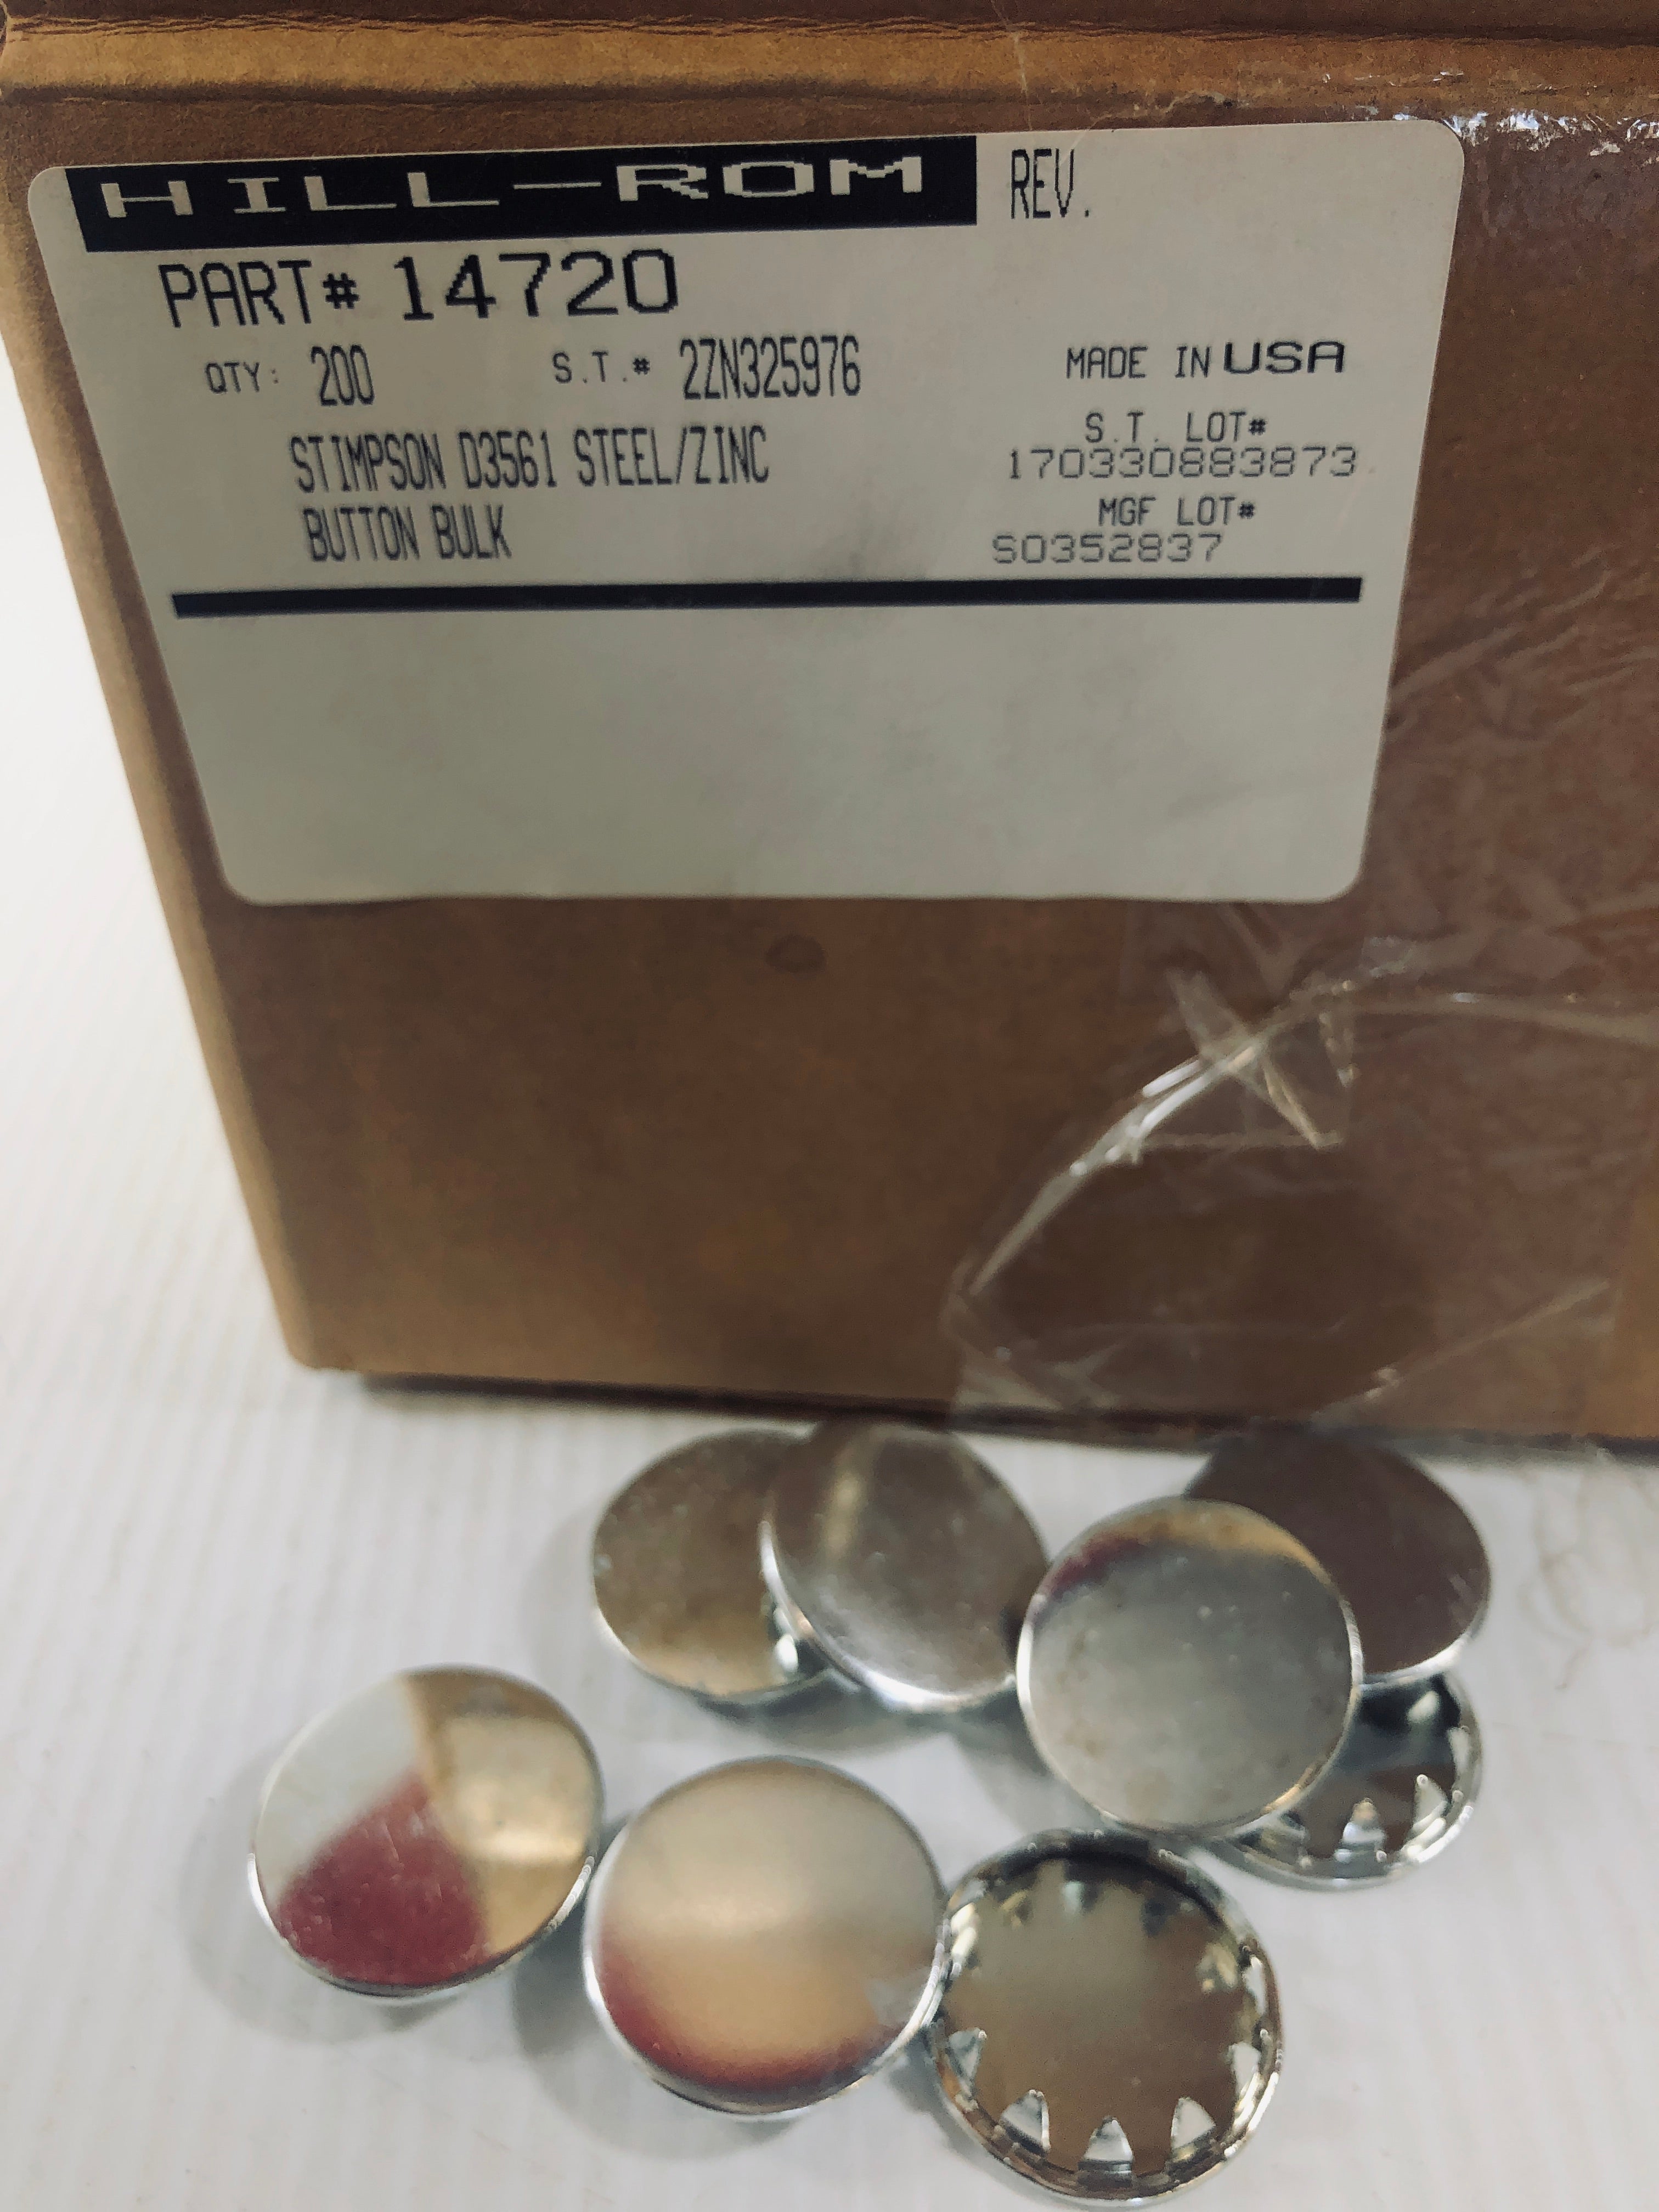 HILL-ROM REV.
PART# 14720
QTY: 200 S.T.# 2ZN325976 MADE IN USA
STIMPSON D3561 STEEL/ZINC
BUTTON BULK
S.T. LOT#
170330883873
MGF LOT#
S0352837